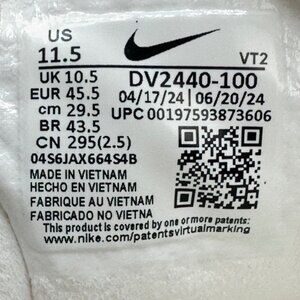 US
11.5
VT2
UK 10.5
EUR 45.5
cm 29.5
BR 43.5
CN 295(2.5)
DV2440-100
04/17/24 | 06/20/24
UPC 00197593873606
04S6JAX664S4B
MADE IN VIETNAM
HECHO EN VIETNAM
FABRIQUE AU VIETNAM
FABRICADO NO VIETNA
This product is covered by one or more patents:
www.nike.com/patentsvirtualmarking